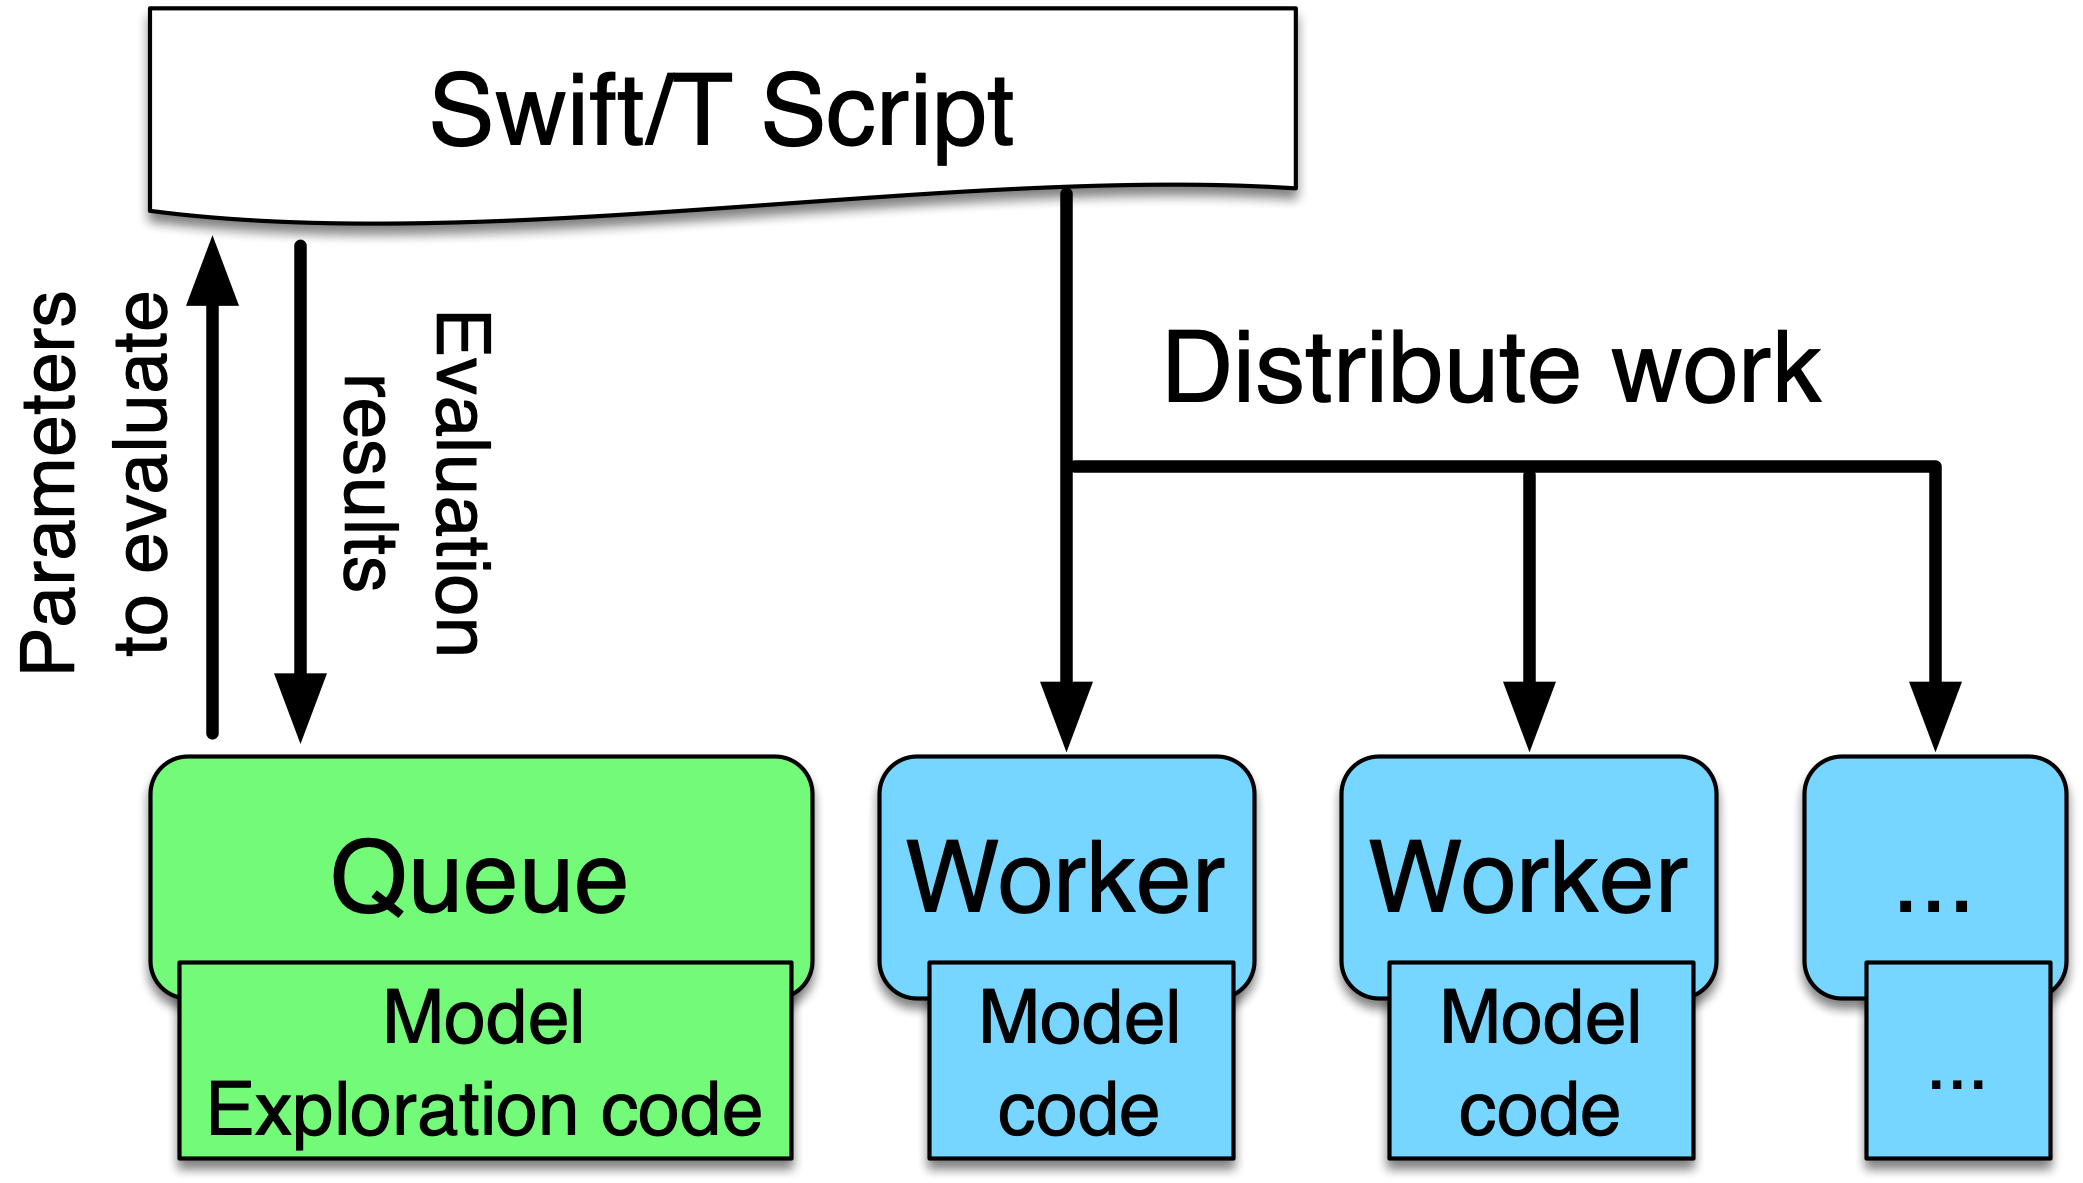 Swift/T Script
Parameters
to evaluate
Evaluation
results
Distribute work
Queue
Model
Exploration code
Worker
Model
code
Worker
Model
code
...
...